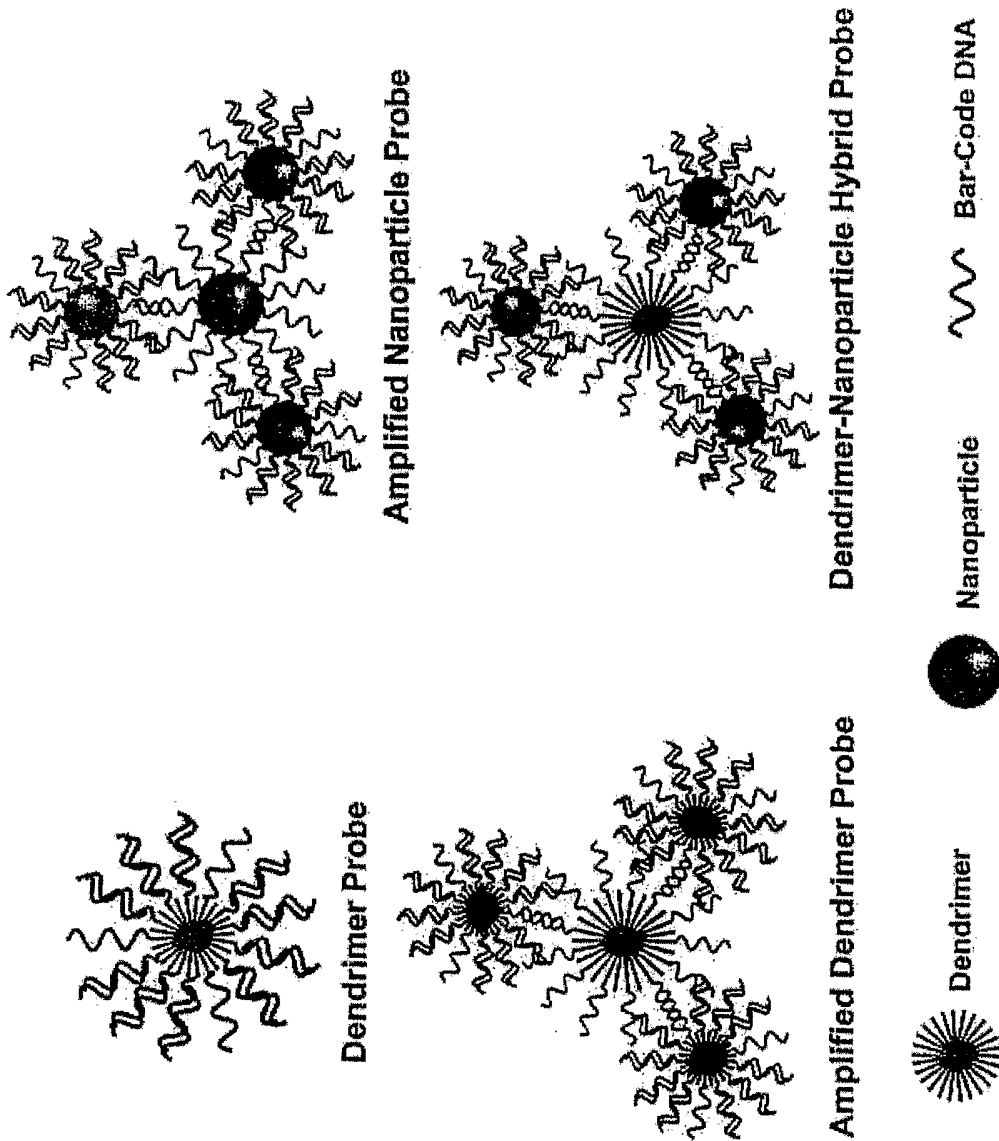 Dendrimer Probe
Amplified Nanoparticle Probe
Amplified Dendrimer Probe
Dendrimer-Nanoparticle Hybrid Probe
Dendrimer
Nanoparticle
Bar-Code DNA